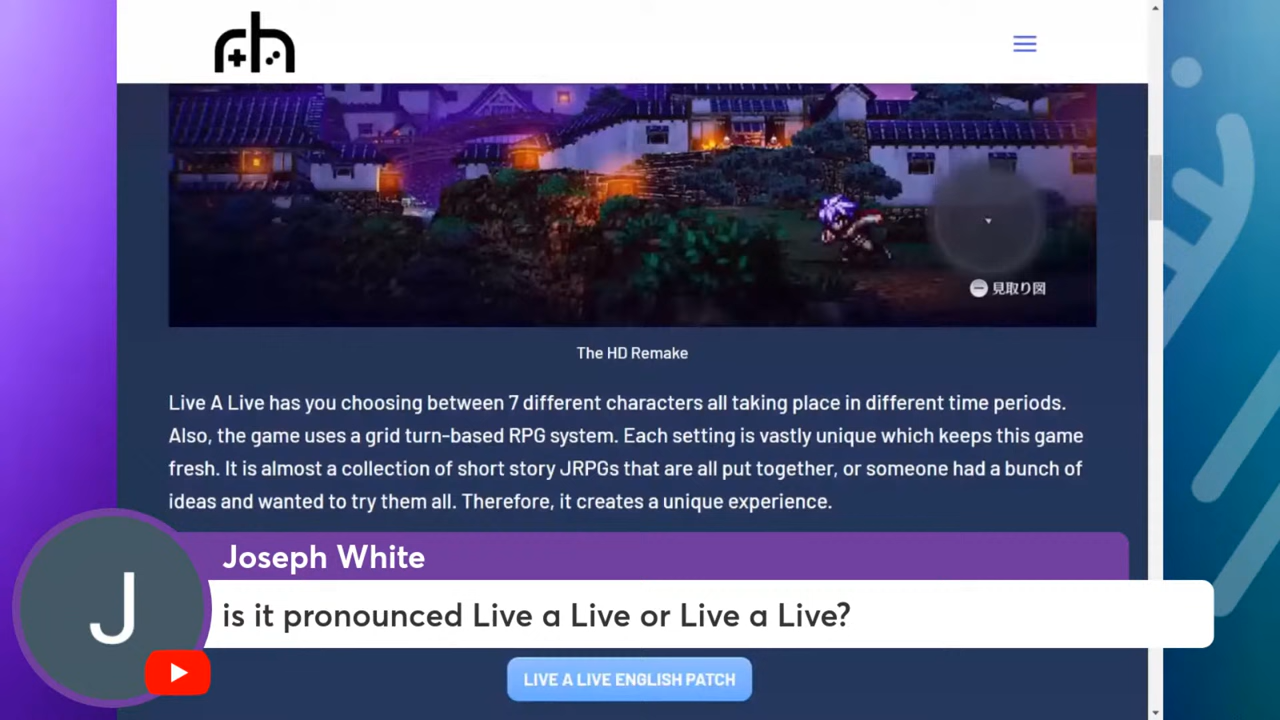 rh
見取り図
The HD Remake
Live A Live has you choosing between 7 different characters all taking place in different time periods.
Also, the game uses a grid turn-based RPG system. Each setting is vastly unique which keeps this game
fresh. It is almost a collection of short story JRPGs that are all put together, or someone had a bunch of
ideas and wanted to try them all. Therefore, it creates a unique experience.
Joseph White
J
is it pronounced Live a Live or Live a Live?
LIVE A LIVE ENGLISH PATCH